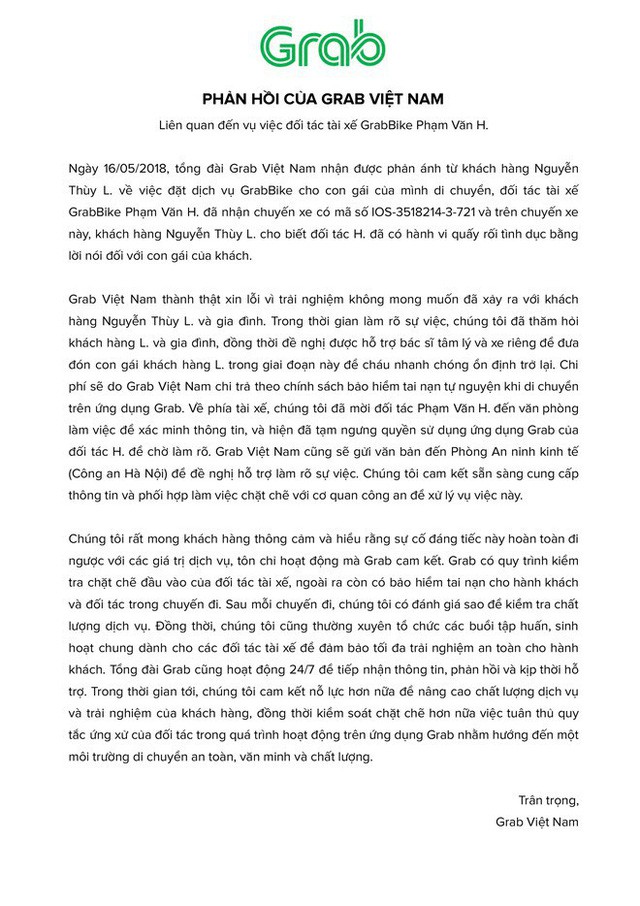 Grab
PHẢN HỒI CỦA GRAB VIỆT NAM
Liên quan đến vụ việc đối tác tài xế GrabBike Phạm Văn H.
Ngày 16/05/2018, tổng đài Grab Việt Nam nhận được phản ánh từ khách hàng Nguyễn
Thùy L. về việc đặt dịch vụ GrabBike cho con gái của mình di chuyển, đối tác tài xế
GrabBike Phạm Văn H. đã nhận chuyến xe có mã số IOS-3518214-3-721 và trên chuyến xe
này, khách hàng Nguyễn Thùy L. cho biết đối tác H. đã có hành vi quấy rối tình dục bằng
lời nói đối với con gái của khách.
Grab Việt Nam thành thật xin lỗi vì trải nghiệm không mong muốn đã xảy ra với khách
hàng Nguyễn Thùy L. và gia đình. Trong thời gian làm rõ sự việc, chúng tôi đã thăm hỏi
khách hàng L. và gia đình, đồng thời đề nghị được hỗ trợ bác sĩ tâm lý và xe riêng để đưa
đón con gái khách hàng L. trong giai đoạn này để cháu nhanh chóng ổn định trở lại. Chi
phí sẽ do Grab Việt Nam chi trả theo chính sách bảo hiểm tai nạn tự nguyện khi di chuyển
trên ứng dụng Grab. Về phía tài xế, chúng tôi đã mời đối tác Phạm Văn H. đến văn phòng
làm việc để xác minh thông tin, và hiện đã tạm ngưng quyền sử dụng ứng dụng Grab của
đối tác H. để chờ làm rõ. Grab Việt Nam cũng sẽ gửi văn bản đến Phòng An ninh kinh tế
(Công an Hà Nội) để đề nghị hỗ trợ làm rõ sự việc. Chúng tôi cam kết sẵn sàng cung cấp
thông tin và phối hợp làm việc chặt chẽ với cơ quan công an để xử lý vụ việc này.
Chúng tôi rất mong khách hàng thông cảm và hiểu rằng sự cố đáng tiếc này hoàn toàn đi
ngược với các giá trị dịch vụ, tôn chỉ hoạt động mà Grab cam kết. Grab có quy trình kiểm
tra chặt chẽ đầu vào của đối tác tài xế, ngoài ra còn có bảo hiểm tai nạn cho hành khách
và đối tác trong chuyến đi. Sau mỗi chuyến đi, chúng tôi có đánh giá sao để kiểm tra chất
lượng dịch vụ. Đồng thời, chúng tôi cũng thường xuyên tổ chức các buổi tập huấn, sinh
hoạt chung dành cho các đối tác tài xế để đảm bảo tối đa trải nghiệm an toàn cho hành
khách. Tổng đài Grab cũng hoạt động 24/7 để tiếp nhận thông tin, phản hồi và kịp thời hỗ
trợ. Trong thời gian tới, chúng tôi cam kết nỗ lực hơn nữa để nâng cao chất lượng dịch vụ
và trải nghiệm của khách hàng, đồng thời kiểm soát chặt chẽ hơn nữa việc tuân thủ quy
tắc ứng xử của đối tác trong quá trình hoạt động trên ứng dụng Grab nhằm hướng đến một
môi trường di chuyển an toàn, văn minh và chất lượng.
Trân trọng,
Grab Việt Nam